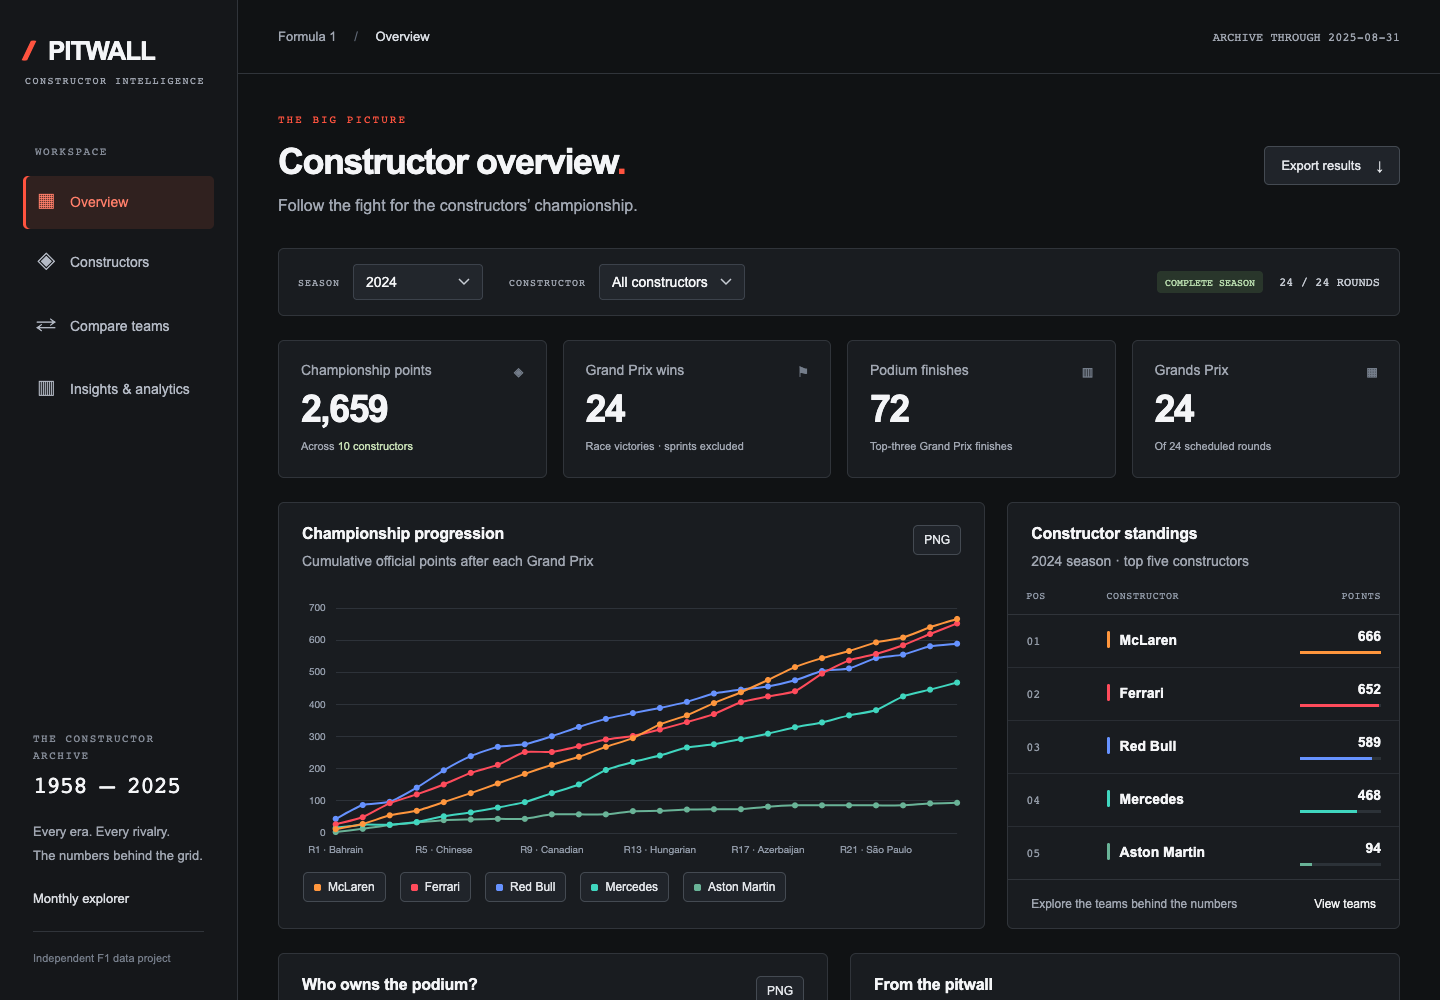 PITWALL
CONSTRUCTOR INTELLIGENCE
WORKSPACE
Overview
Constructors
Compare teams
Insights & analytics
THE CONSTRUCTOR
ARCHIVE
1958 — 2025
Every era. Every rivalry.
The numbers behind the grid.
Monthly explorer
Independent F1 data project
Formula 1 / Overview
ARCHIVE THROUGH 2025-08-31
THE BIG PICTURE
Constructor overview.
Follow the fight for the constructors’ championship.
Export results ↓
SEASON 2024 CONSTRUCTOR All constructors
COMPLETE SEASON 24 / 24 ROUNDS
Championship points
2,659
Across 10 constructors
Grand Prix wins
24
Race victories · sprints excluded
Podium finishes
72
Top-three Grand Prix finishes
Grands Prix
24
Of 24 scheduled rounds
Championship progression
Cumulative official points after each Grand Prix
PNG
700
600
500
400
300
200
100
0
R1 · Bahrain R5 · Chinese R9 · Canadian R13 · Hungarian R17 · Azerbaijan R21 · São Paulo
McLaren Ferrari Red Bull Mercedes Aston Martin
Constructor standings
2024 season · top five constructors
POS CONSTRUCTOR POINTS
01 McLaren 666
02 Ferrari 652
03 Red Bull 589
04 Mercedes 468
05 Aston Martin 94
Explore the teams behind the numbers View teams
Who owns the podium?
PNG
From the pitwall